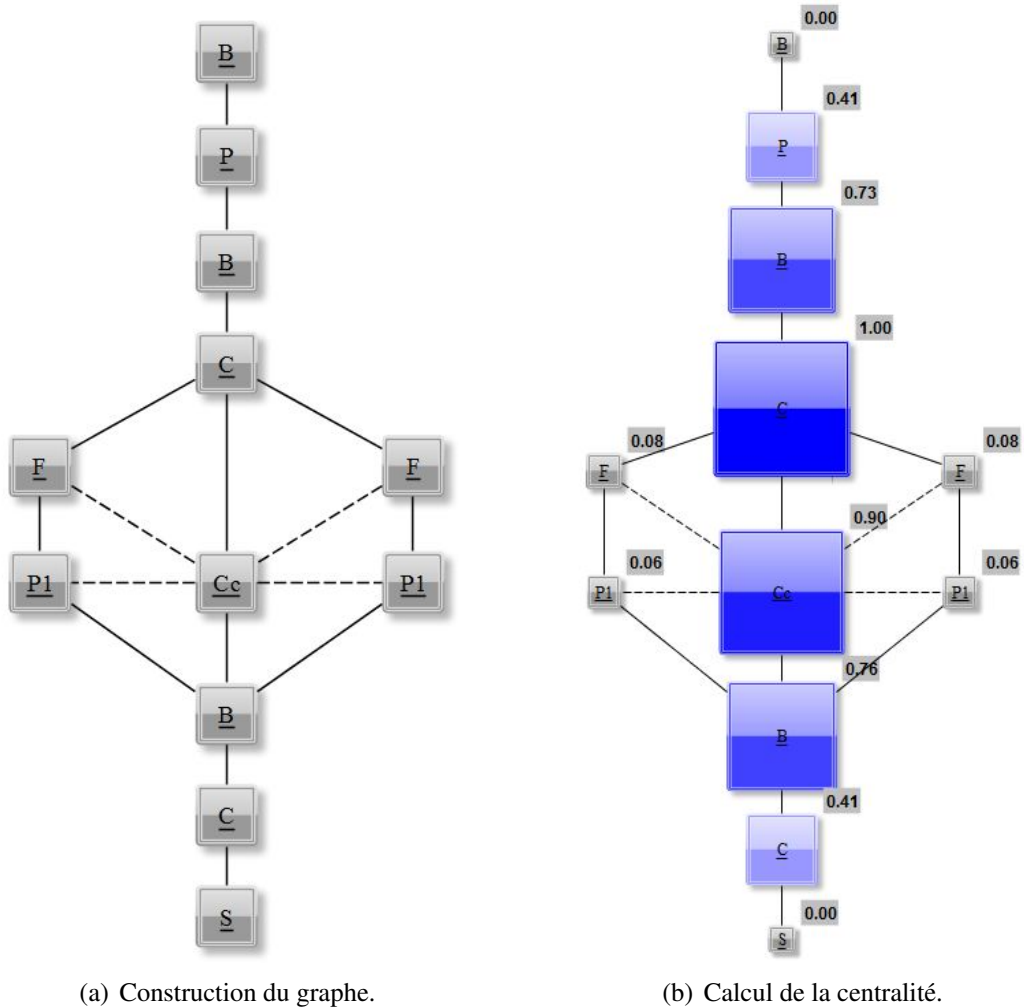 B
P
B
C
F
F
P1
Cc
P1
B
C
S
0.00
B
0.41
P
0.73
B
1.00
C
0.08
F
0.08
F
0.90
0.06
P1
Cc
0.06
P1
0.76
B
0.41
C
0.00
S
(a) Construction du graphe.
(b) Calcul de la centralité.